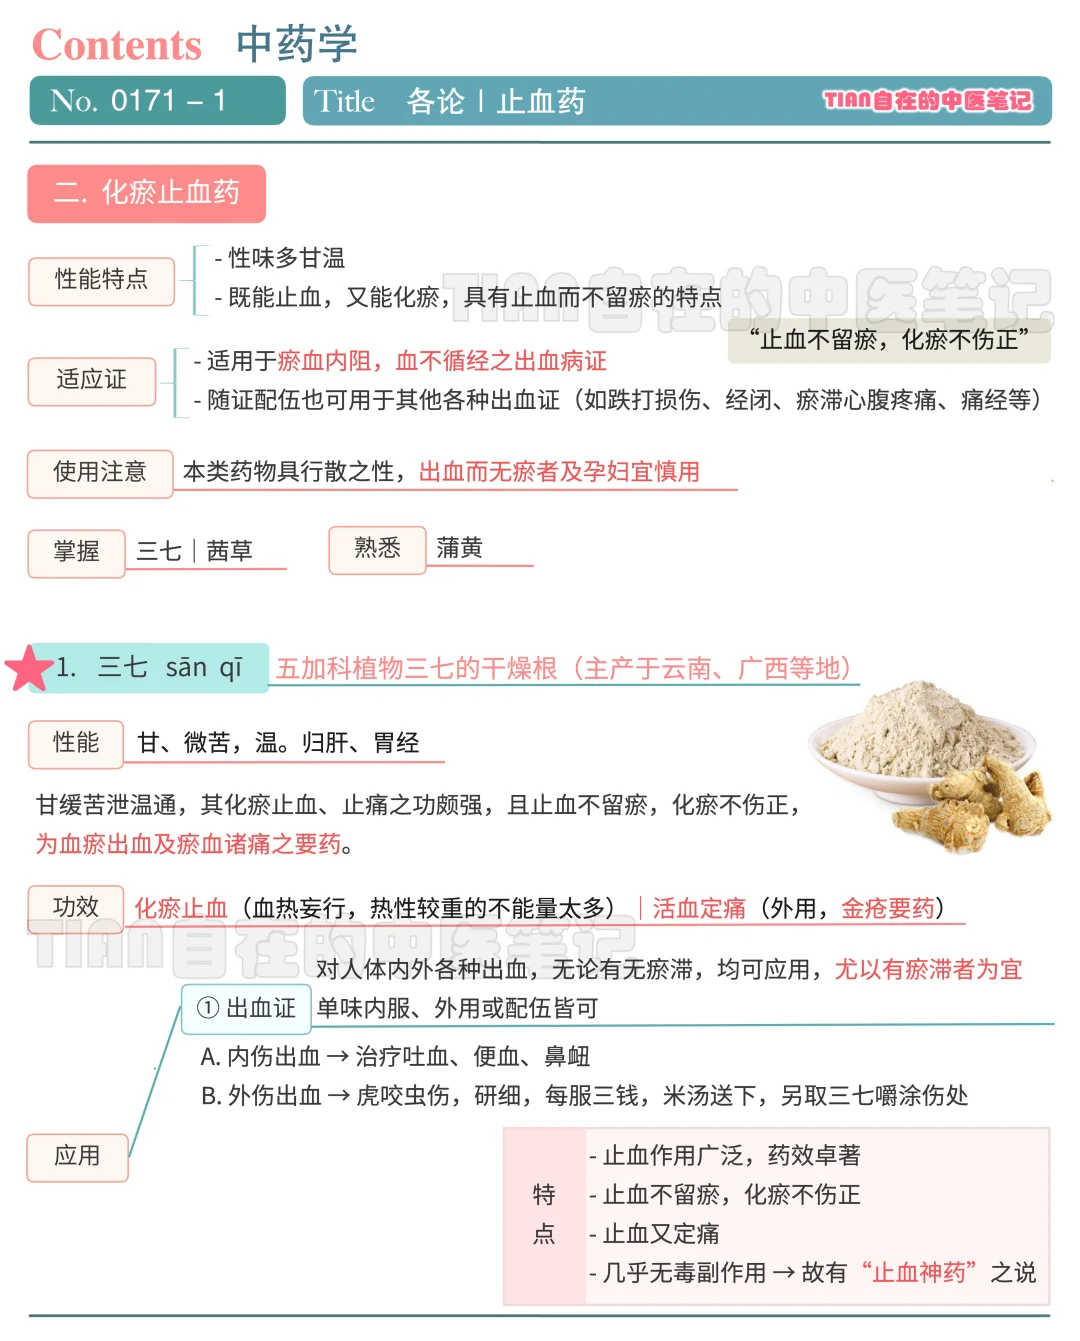 Contents 中药学
No. 0171 – 1
Title 各论 | 止血药
TIAN自在的中医笔记
二. 化瘀止血药
性能特点
- 性味多甘温
- 既能止血，又能化瘀，具有止血而不留瘀的特点
TIAN自在的中医笔记
“止血不留瘀，化瘀不伤正”
适应证
- 适用于瘀血内阻，血不循经之出血病证
- 随证配伍也可用于其他各种出血证（如跌打损伤、经闭、瘀滞心腹疼痛、痛经等）
使用注意 本类药物具行散之性，出血而无瘀者及孕妇宜慎用
掌握 三七｜茜草 熟悉 蒲黄
1. 三七 sān qī 五加科植物三七的干燥根（主产于云南、广西等地）
性能 甘、微苦，温。归肝、胃经
甘缓苦泄温通，其化瘀止血、止痛之功颇强，且止血不留瘀，化瘀不伤正，
为血瘀出血及瘀血诸痛之要药。
功效 化瘀止血（血热妄行，热性较重的不能量太多）｜活血定痛（外用，金疮要药）
TIAN自在的中医笔记
对人体内外各种出血，无论有无瘀滞，均可应用，尤以有瘀滞者为宜
① 出血证 单味内服、外用或配伍皆可
A. 内伤出血 → 治疗吐血、便血、鼻衄
B. 外伤出血 → 虎咬虫伤，研细，每服三钱，米汤送下，另取三七嚼涂伤处
应用
特点
- 止血作用广泛，药效卓著
- 止血不留瘀，化瘀不伤正
- 止血又定痛
- 几乎无毒副作用 → 故有“止血神药”之说